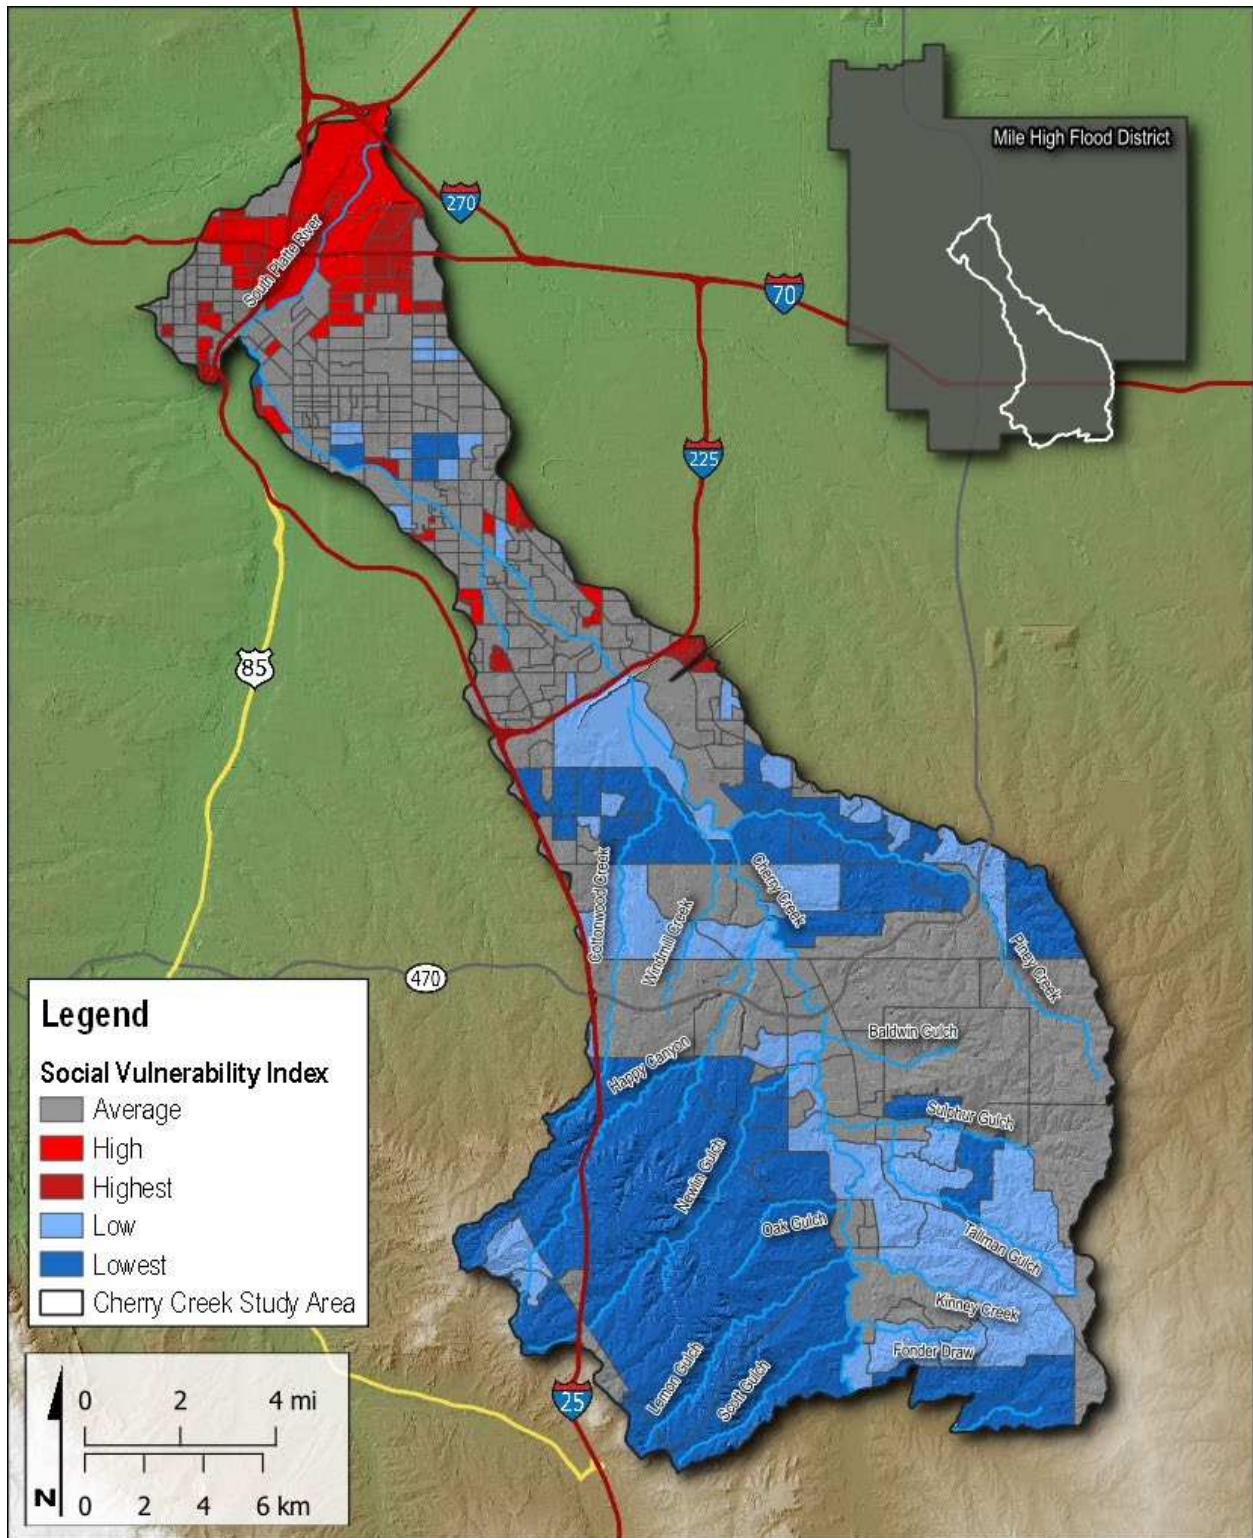 Mile High Flood District
270
South Platte River
70
225
85
Cherry Creek
Cottonwood Creek
Windmill Creek
Piney Creek
470
Baldwin Gulch
Happy Canyon
Sulphur Gulch
Newlin Gulch
Oak Gulch
Tallman Gulch
Kinney Creek
Fonder Draw
Lemon Gulch
Scott Gulch
25
Legend
Social Vulnerability Index
Average
High
Highest
Low
Lowest
Cherry Creek Study Area
0 2 4 mi
N
0 2 4 6 km